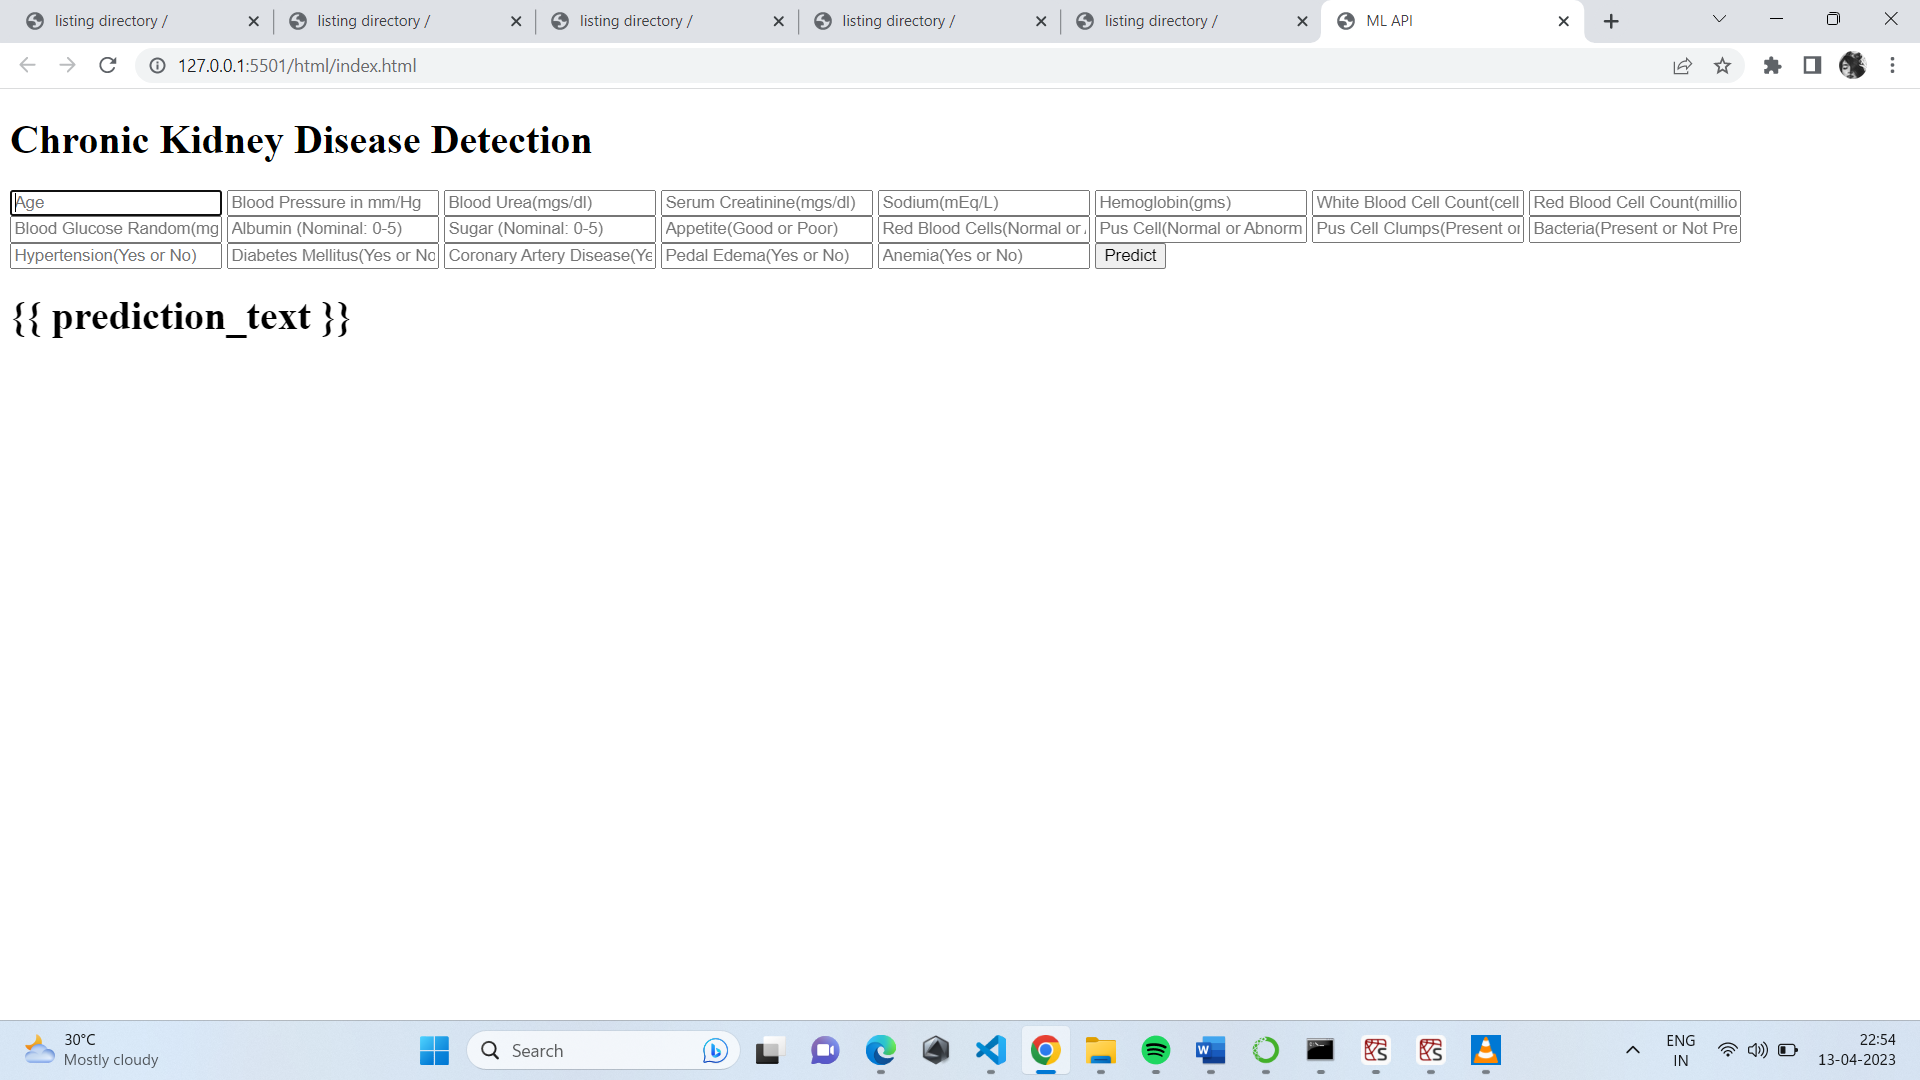 listing directory / listing directory / listing directory / listing directory / listing directory / ML API
127.0.0.1:5501/html/index.html
Chronic Kidney Disease Detection
Age Blood Pressure in mm/Hg Blood Urea(mgs/dl) Serum Creatinine(mgs/dl) Sodium(mEq/L) Hemoglobin(gms) White Blood Cell Count(cell Red Blood Cell Count(millio
Blood Glucose Random(mg Albumin (Nominal: 0-5) Sugar (Nominal: 0-5) Appetite(Good or Poor) Red Blood Cells(Normal or Pus Cell(Normal or Abnorm Pus Cell Clumps(Present or Bacteria(Present or Not Pre
Hypertension(Yes or No) Diabetes Mellitus(Yes or No Coronary Artery Disease(Ye Pedal Edema(Yes or No) Anemia(Yes or No) Predict
{{ prediction_text }}
30°C
Mostly cloudy
Search
ENG
IN
22:54
13-04-2023